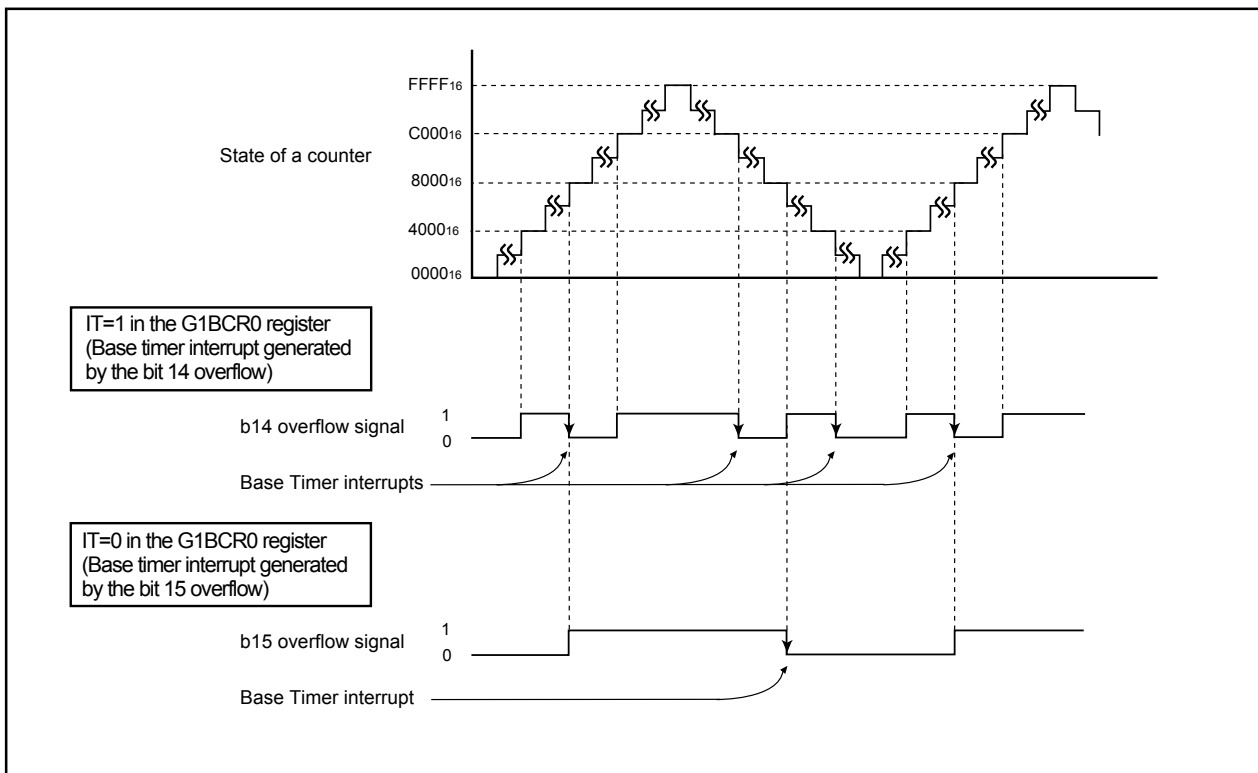 FFFF16
C00016
State of a counter
800016
400016
000016
IT=1 in the G1BCR0 register
(Base timer interrupt generated
by the bit 14 overflow)
b14 overflow signal
1
0
Base Timer interrupts
IT=0 in the G1BCR0 register
(Base timer interrupt generated
by the bit 15 overflow)
b15 overflow signal
1
0
Base Timer interrupt